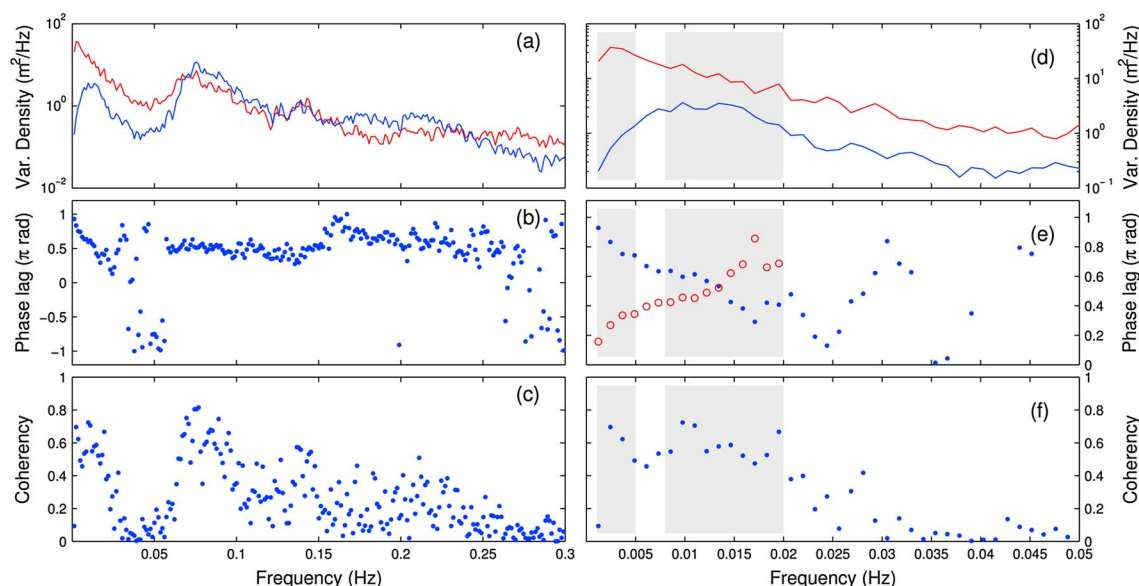 10²
10⁰
10⁻²
Var. Density (m²/Hz)
(a)
(d)
10²
10¹
10⁰
10⁻¹
Var. Density (m²/Hz)
1
0.5
0
−0.5
−1
Phase lag (π rad)
(b)
(e)
1
0.8
0.6
0.4
0.2
0
Phase lag (π rad)
1
0.8
0.6
0.4
0.2
0
Coherency
(c)
(f)
1
0.8
0.6
0.4
0.2
0
Coherency
0.05 0.1 0.15 0.2 0.25 0.3
0.005 0.01 0.015 0.02 0.025 0.03 0.035 0.04 0.045 0.05
Frequency (Hz)
Frequency (Hz)